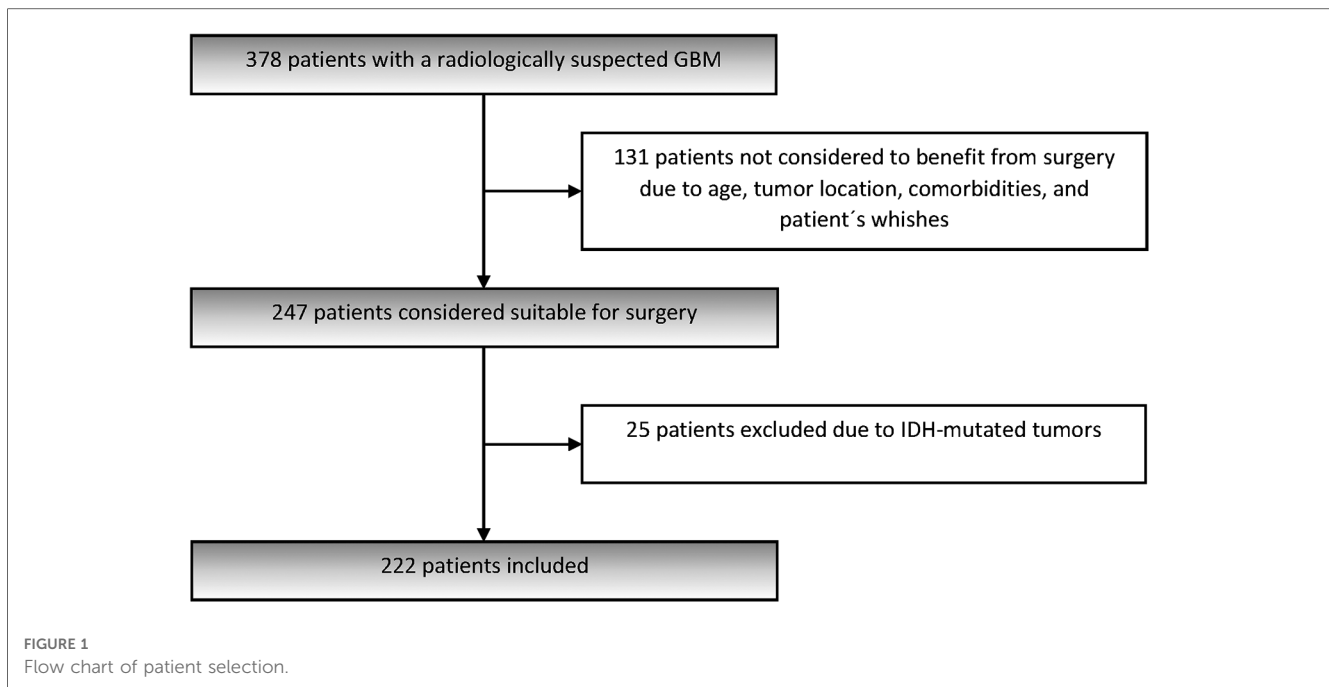 378 patients with a radiologically suspected GBM
131 patients not considered to benefit from surgery
due to age, tumor location, comorbidities, and
patient´s whishes
247 patients considered suitable for surgery
25 patients excluded due to IDH-mutated tumors
222 patients included
FIGURE 1
Flow chart of patient selection.